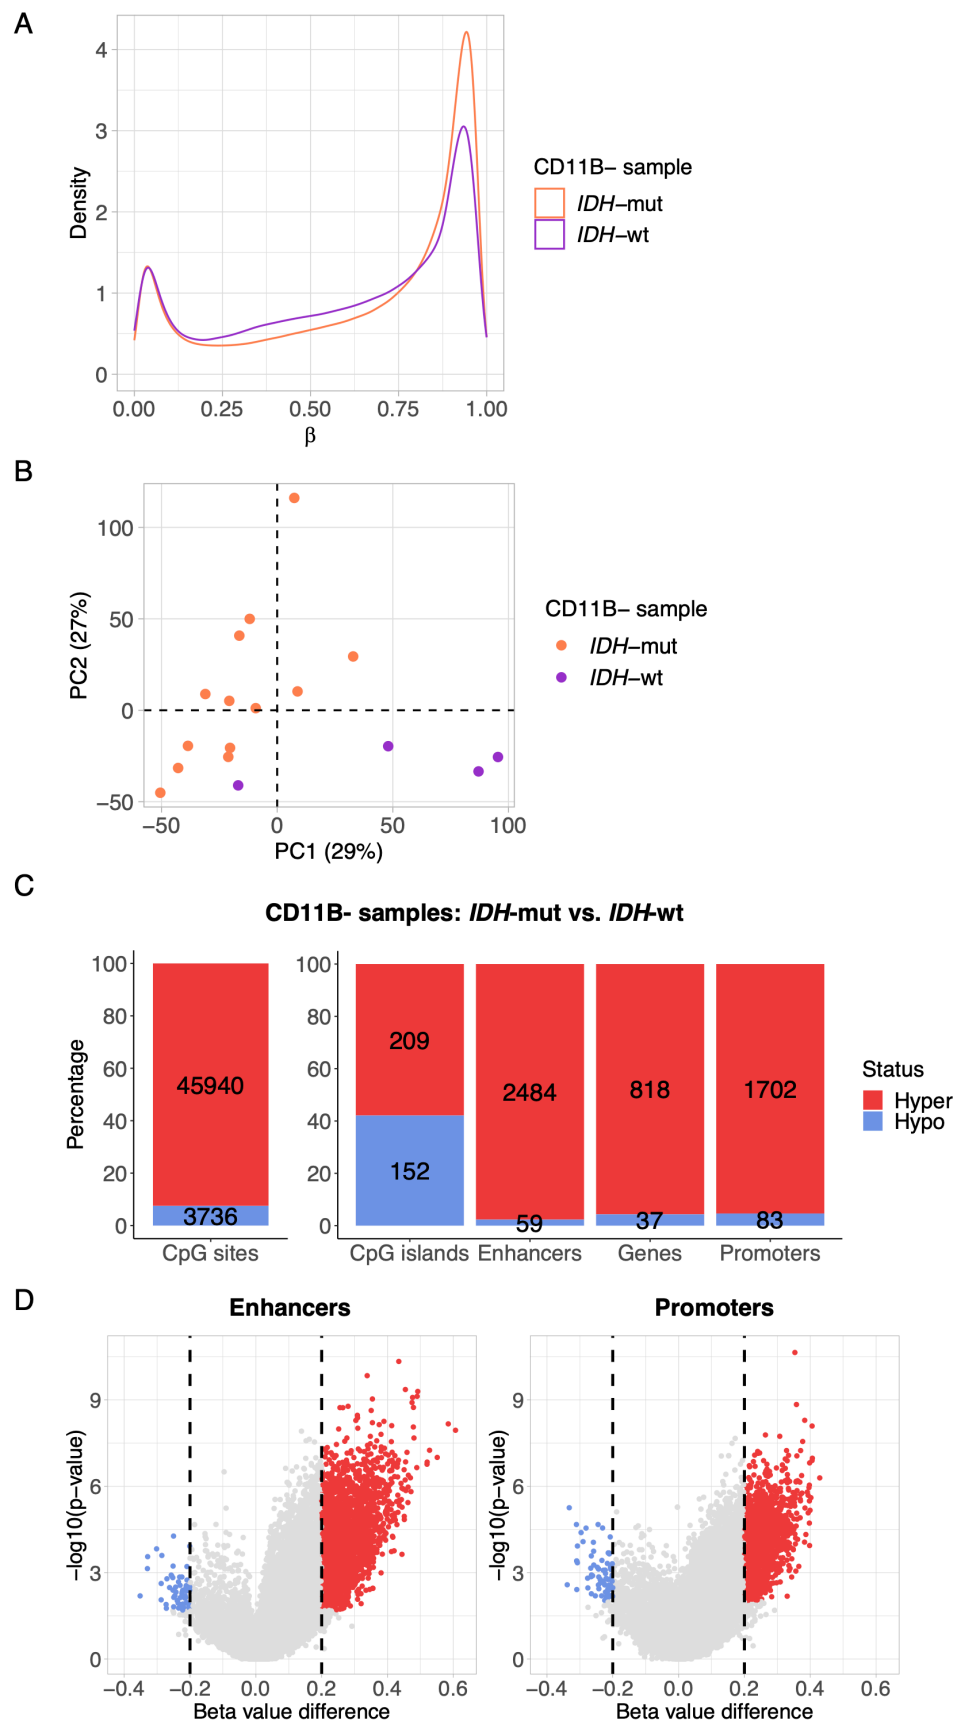 A
4
3
2
1
0
Density
0.00 0.25 0.50 0.75 1.00
β
CD11B− sample
IDH−mut
IDH−wt
B
100
50
0
−50
PC2 (27%)
−50 0 50 100
PC1 (29%)
CD11B− sample
IDH−mut
IDH−wt
C
CD11B- samples: IDH-mut vs. IDH-wt
Percentage
100
80
60
40
20
0
45940
3736
CpG sites
100
80
60
40
20
0
209
152
2484
59
818
37
1702
83
CpG islands Enhancers Genes Promoters
Status
Hyper
Hypo
D
Enhancers
−log10(p−value)
9
6
3
0
−0.4 −0.2 0.0 0.2 0.4 0.6
Beta value difference
Promoters
−log10(p−value)
9
6
3
0
−0.4 −0.2 0.0 0.2 0.4 0.6
Beta value difference